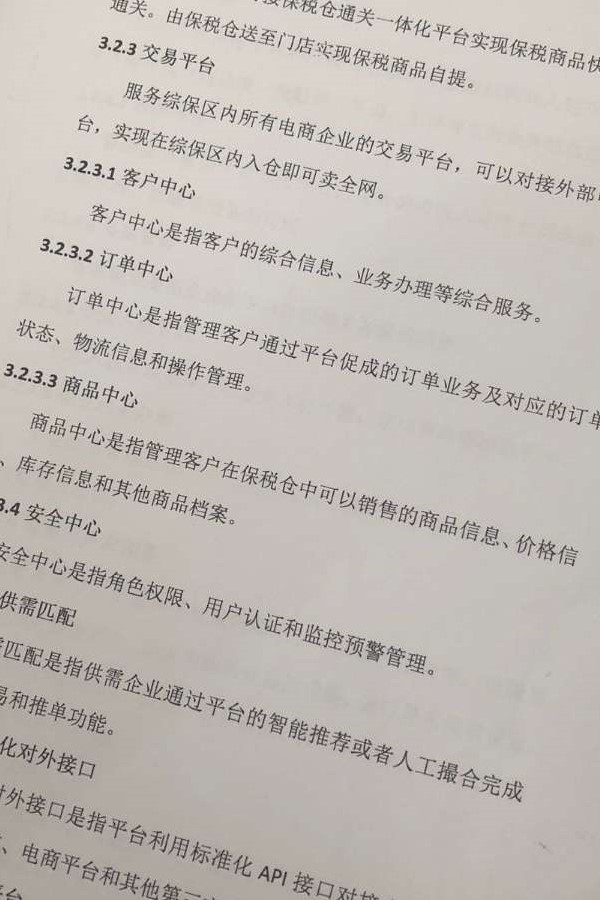 保税仓通关一体化平台实现保税商品快
通关。由保税仓送至门店实现保税商品自提。
3.2.3 交易平台
服务综保区内所有电商企业的交易平台，可以对接外部
台，实现在综保区内入仓即可卖全网。
3.2.3.1 客户中心
客户中心是指客户的综合信息、业务办理等综合服务。
3.2.3.2 订单中心
订单中心是指管理客户通过平台促成的订单业务及对应的订单
状态、物流信息和操作管理。
3.2.3.3 商品中心
商品中心是指管理客户在保税仓中可以销售的商品信息、价格信
、库存信息和其他商品档案。
3.4 安全中心
安全中心是指角色权限、用户认证和监控预警管理。
供需匹配
匹配是指供需企业通过平台的智能推荐或者人工撮合完成
易和推单功能。
化对外接口
对外接口是指平台利用标准化 API 接口对接
、电商平台和其他第三
平台